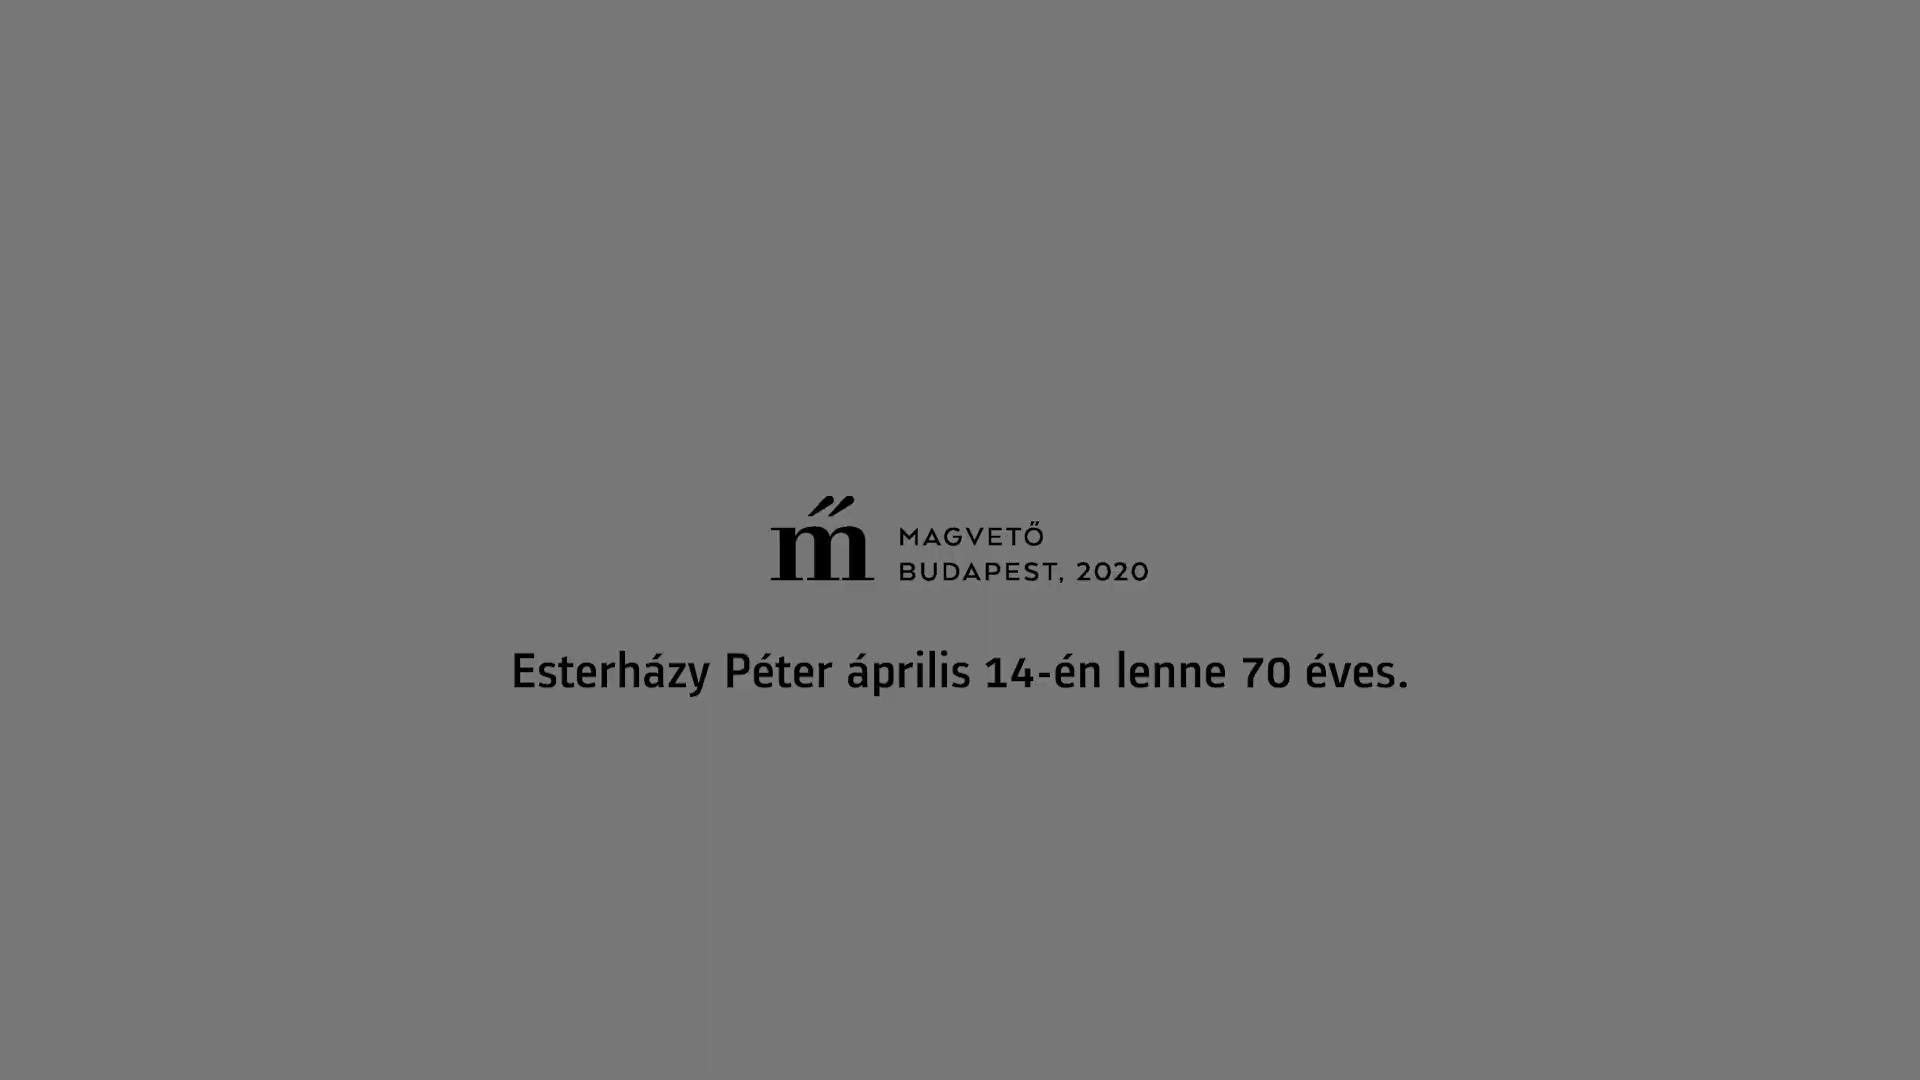 MAGVETŐ
BUDAPEST, 2020
Esterházy Péter április 14-én lenne 70 éves.